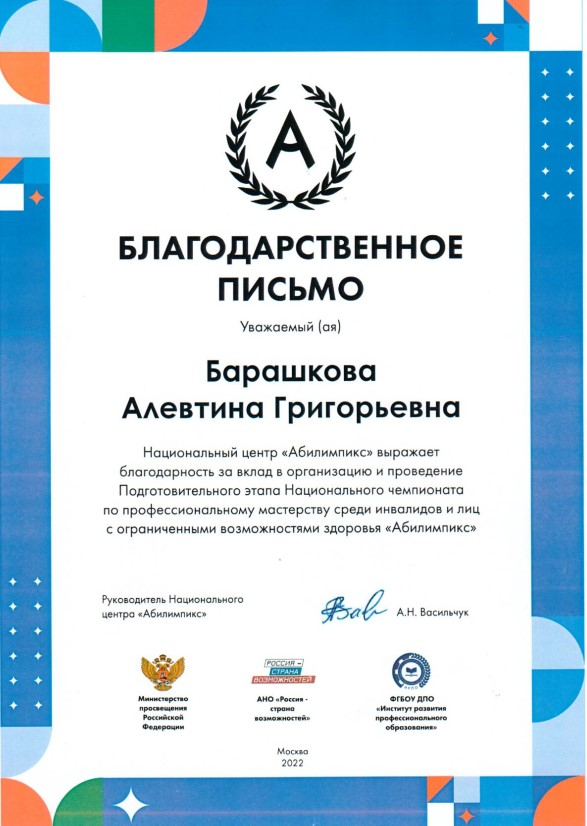 А
БЛАГОДАРСТВЕННОЕ
ПИСЬМО
Уважаемый (ая)
Барашкова
Алевтина Григорьевна
Национальный центр «Абилимпикс» выражает
благодарность за вклад в организацию и проведение
Подготовительного этапа Национального чемпионата
по профессиональному мастерству среди инвалидов и лиц
с ограниченными возможностями здоровья «Абилимпикс»
Руководитель Национального
центра «Абилимпикс»
А.Н. Васильчук
РОССИЯ –
СТРАНА
ВОЗМОЖНОСТЕЙ
Министерство
просвещения
Российской
Федерации
АНО «Россия -
страна
возможностей»
ФГБОУ ДПО
«Институт развития
профессионального
образования»
Москва
2022